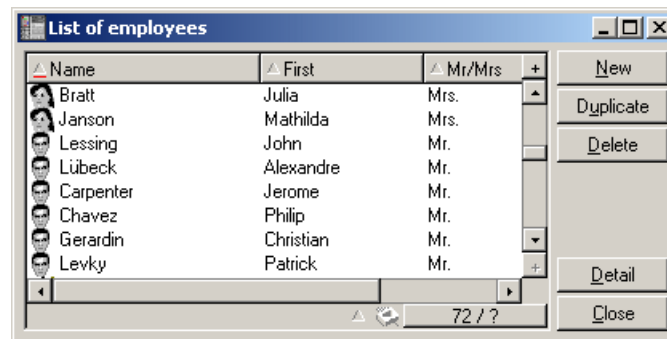 List of employees
Name First Mr/Mrs + New
Bratt Julia Mrs.
Janson Mathilda Mrs. Duplicate
Lessing John Mr. Delete
Lübeck Alexandre Mr.
Carpenter Jerome Mr.
Chavez Philip Mr.
Gerardin Christian Mr.
Levky Patrick Mr. + Detail
72 / ? Close